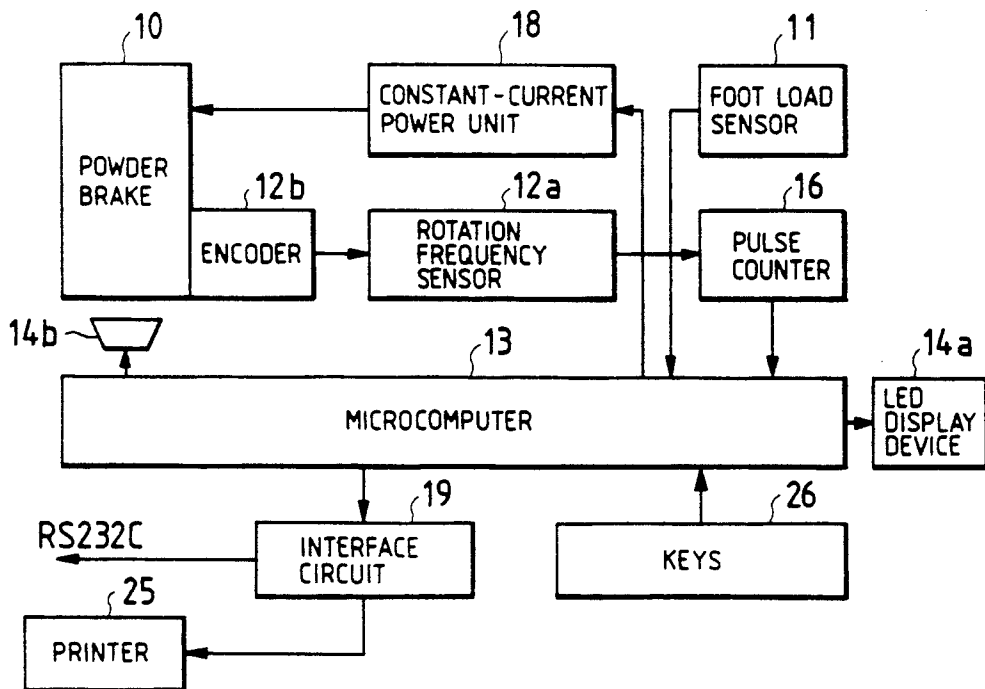 10
18
11
POWDER
BRAKE
CONSTANT-CURRENT
POWER UNIT
FOOT LOAD
SENSOR
12b
12a
16
ENCODER
ROTATION
FREQUENCY
SENSOR
PULSE
COUNTER
14b
13
14a
MICROCOMPUTER
LED
DISPLAY
DEVICE
19
26
RS232C
INTERFACE
CIRCUIT
KEYS
25
PRINTER